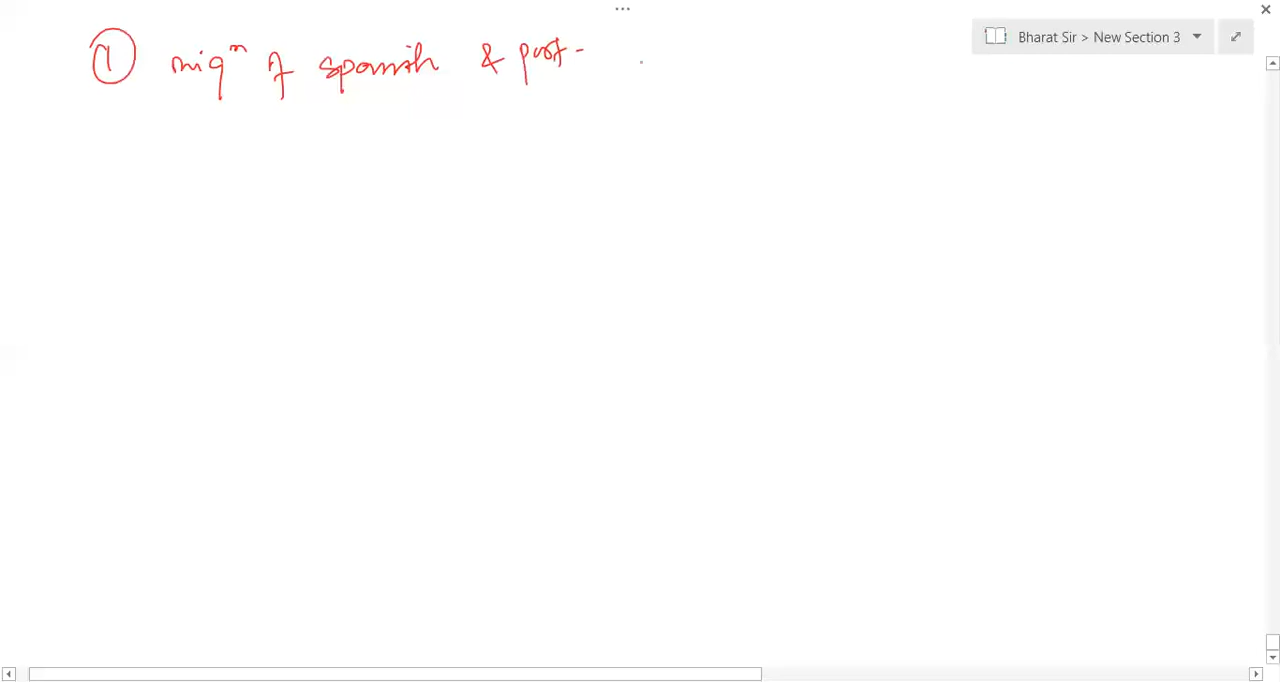 ...
Bharat Sir > New Section 3
① migⁿ of spanish & port -